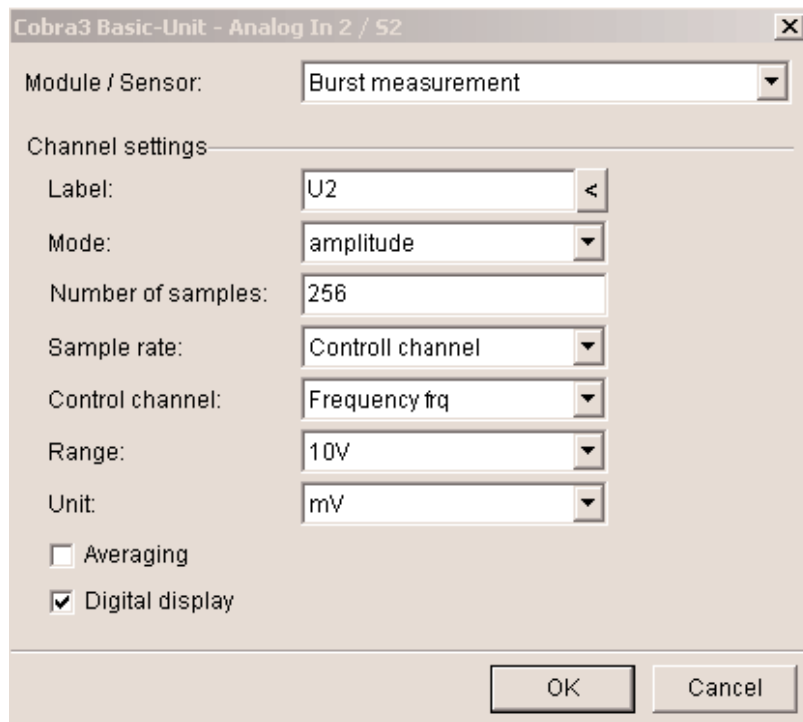 Cobra3 Basic-Unit - Analog In 2 / S2
Module / Sensor: Burst measurement
Channel settings
Label: U2 <
Mode: amplitude
Number of samples: 256
Sample rate: Controll channel
Control channel: Frequency frq
Range: 10V
Unit: mV
Averaging
Digital display
OK Cancel